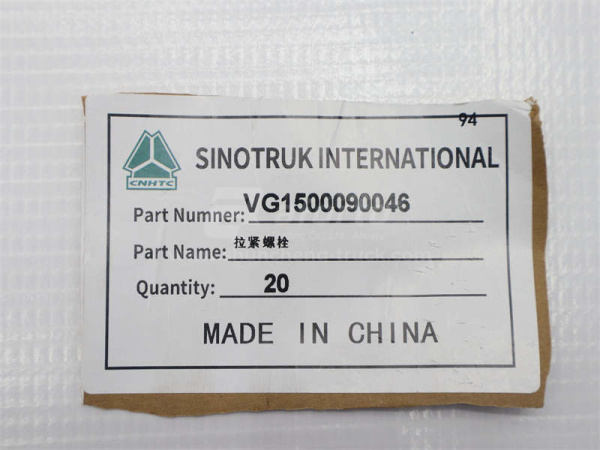 94
CNHTC
SINOTRUK INTERNATIONAL
Part Numner: VG1500090046
Part Name: 拉紧螺栓
Quantity: 20
MADE IN CHINA